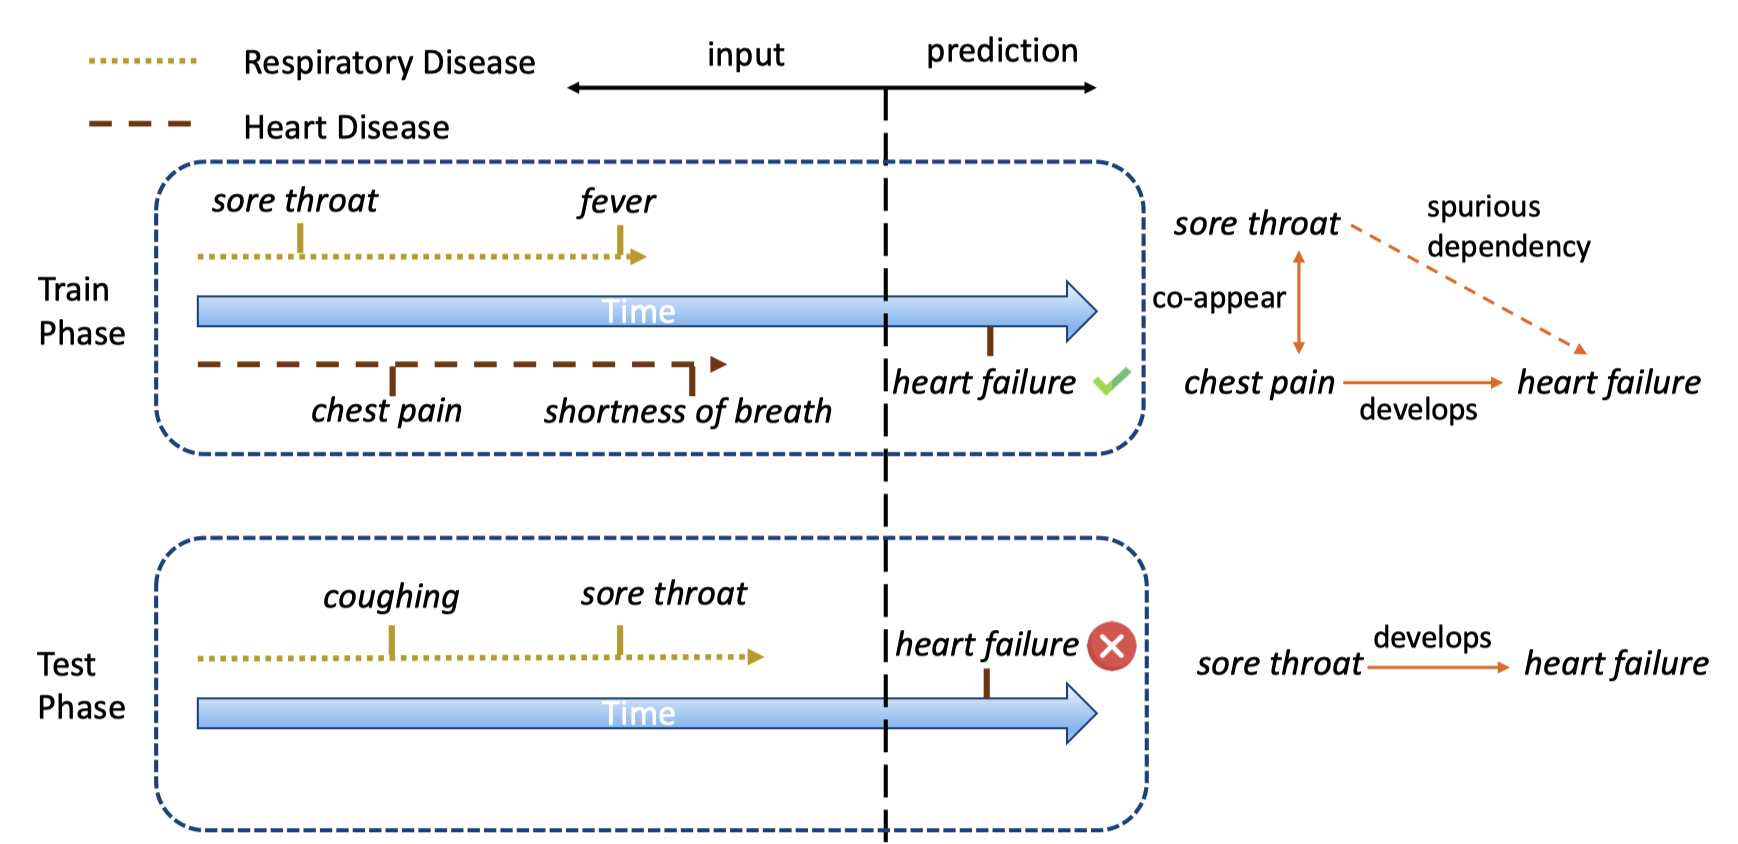 Respiratory Disease
Heart Disease
input
prediction
Train
Phase
sore throat
fever
Time
chest pain
shortness of breath
heart failure
sore throat
spurious
dependency
co-appear
chest pain
develops
heart failure
Test
Phase
coughing
sore throat
heart failure
Time
sore throat
develops
heart failure